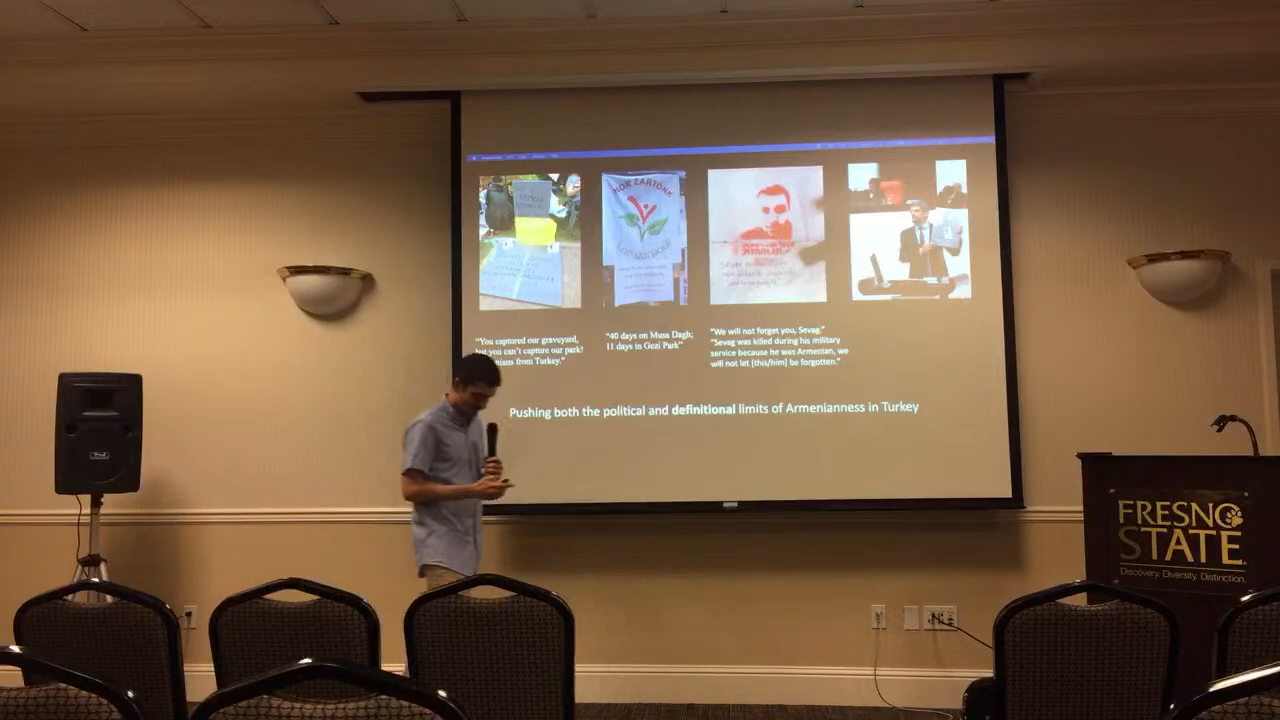 NOR ZARTONK
"You captured our graveyard,
but you can't capture our park!
Turkey."
"40 days on Musa Dagh;
11 days in Gezi Park"
"We will not forget you, Sevag."
"Sevag was killed during his military
service because he was Armenian, we
will not let [this/him] be forgotten."
Pushing both the political and definitional limits of Armenianness in Turkey
FRESNO
STATE
Discovery. Diversity. Distinction.